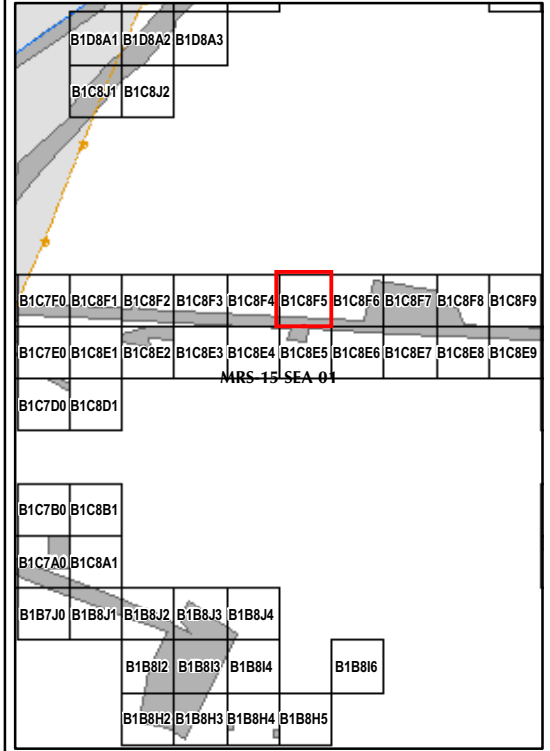 B1D8A1 B1D8A2 B1D8A3
B1C8J1 B1C8J2
B1C7F0 B1C8F1 B1C8F2 B1C8F3 B1C8F4 B1C8F5 B1C8F6 B1C8F7 B1C8F8 B1C8F9
B1C7E0 B1C8E1 B1C8E2 B1C8E3 B1C8E4 B1C8E5 B1C8E6 B1C8E7 B1C8E8 B1C8E9
MRS-15 SEA 01
B1C7D0 B1C8D1
B1C7B0 B1C8B1
B1C7A0 B1C8A1
B1B7J0 B1B8J1 B1B8J2 B1B8J3 B1B8J4
B1B8I2 B1B8I3 B1B8I4 B1B8I6
B1B8H2 B1B8H3 B1B8H4 B1B8H5